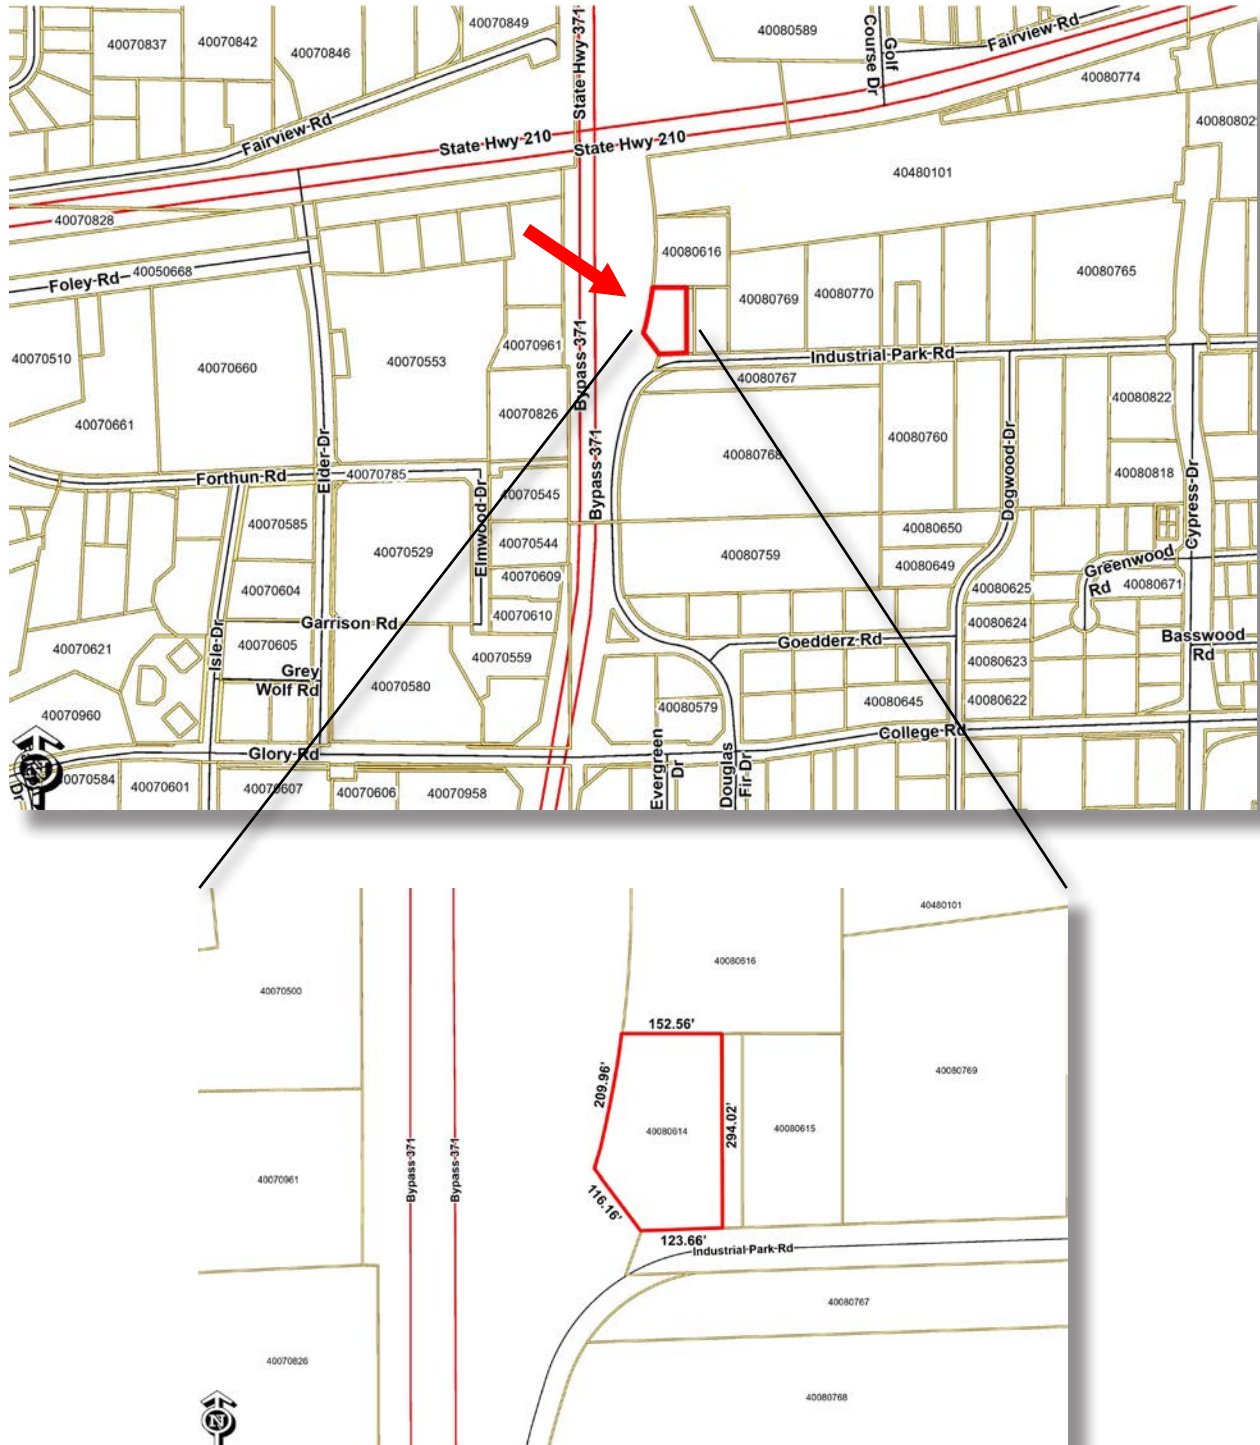 40070849
40070837
40070842
40070846
State Hwy 371
40080589
Golf Course Dr
Fairview Rd
40080774
40080802
Fairview Rd
State Hwy 210
State Hwy 210
40480101
40070828
40080616
Foley Rd
40050668
40080765
40080769
40080770
40070510
40070660
40070553
40070961
Bypass 371
Industrial Park Rd
40080767
40070661
40070826
40080822
40080760
40080768
Bypass 371
Elder Dr
Forthun Rd
40070785
Dogwood Dr
40080818
Cypress Dr
40070545
40070585
40070529
Elmwood Dr
40070544
40080759
40080650
40080649
Greenwood Rd
40070609
40080625
40080671
40070604
40070610
Garrison Rd
40080624
Isle Dr
40070605
Goedderz Rd
Basswood Rd
40070621
40070559
40080623
Grey Wolf Rd
40070580
40080645
40080622
40070960
40080579
College Rd
Glory Rd
Evergreen Dr
Douglas Fir Dr
40070584
40070601
40070607
40070606
40070958
Dr
N
40480101
40080616
40070500
152.56'
209.96'
40080769
40080614
294.02'
40080615
Bypass 371
Bypass 371
40070961
116.16'
123.66'
Industrial Park Rd
40080767
40070826
40080768
N